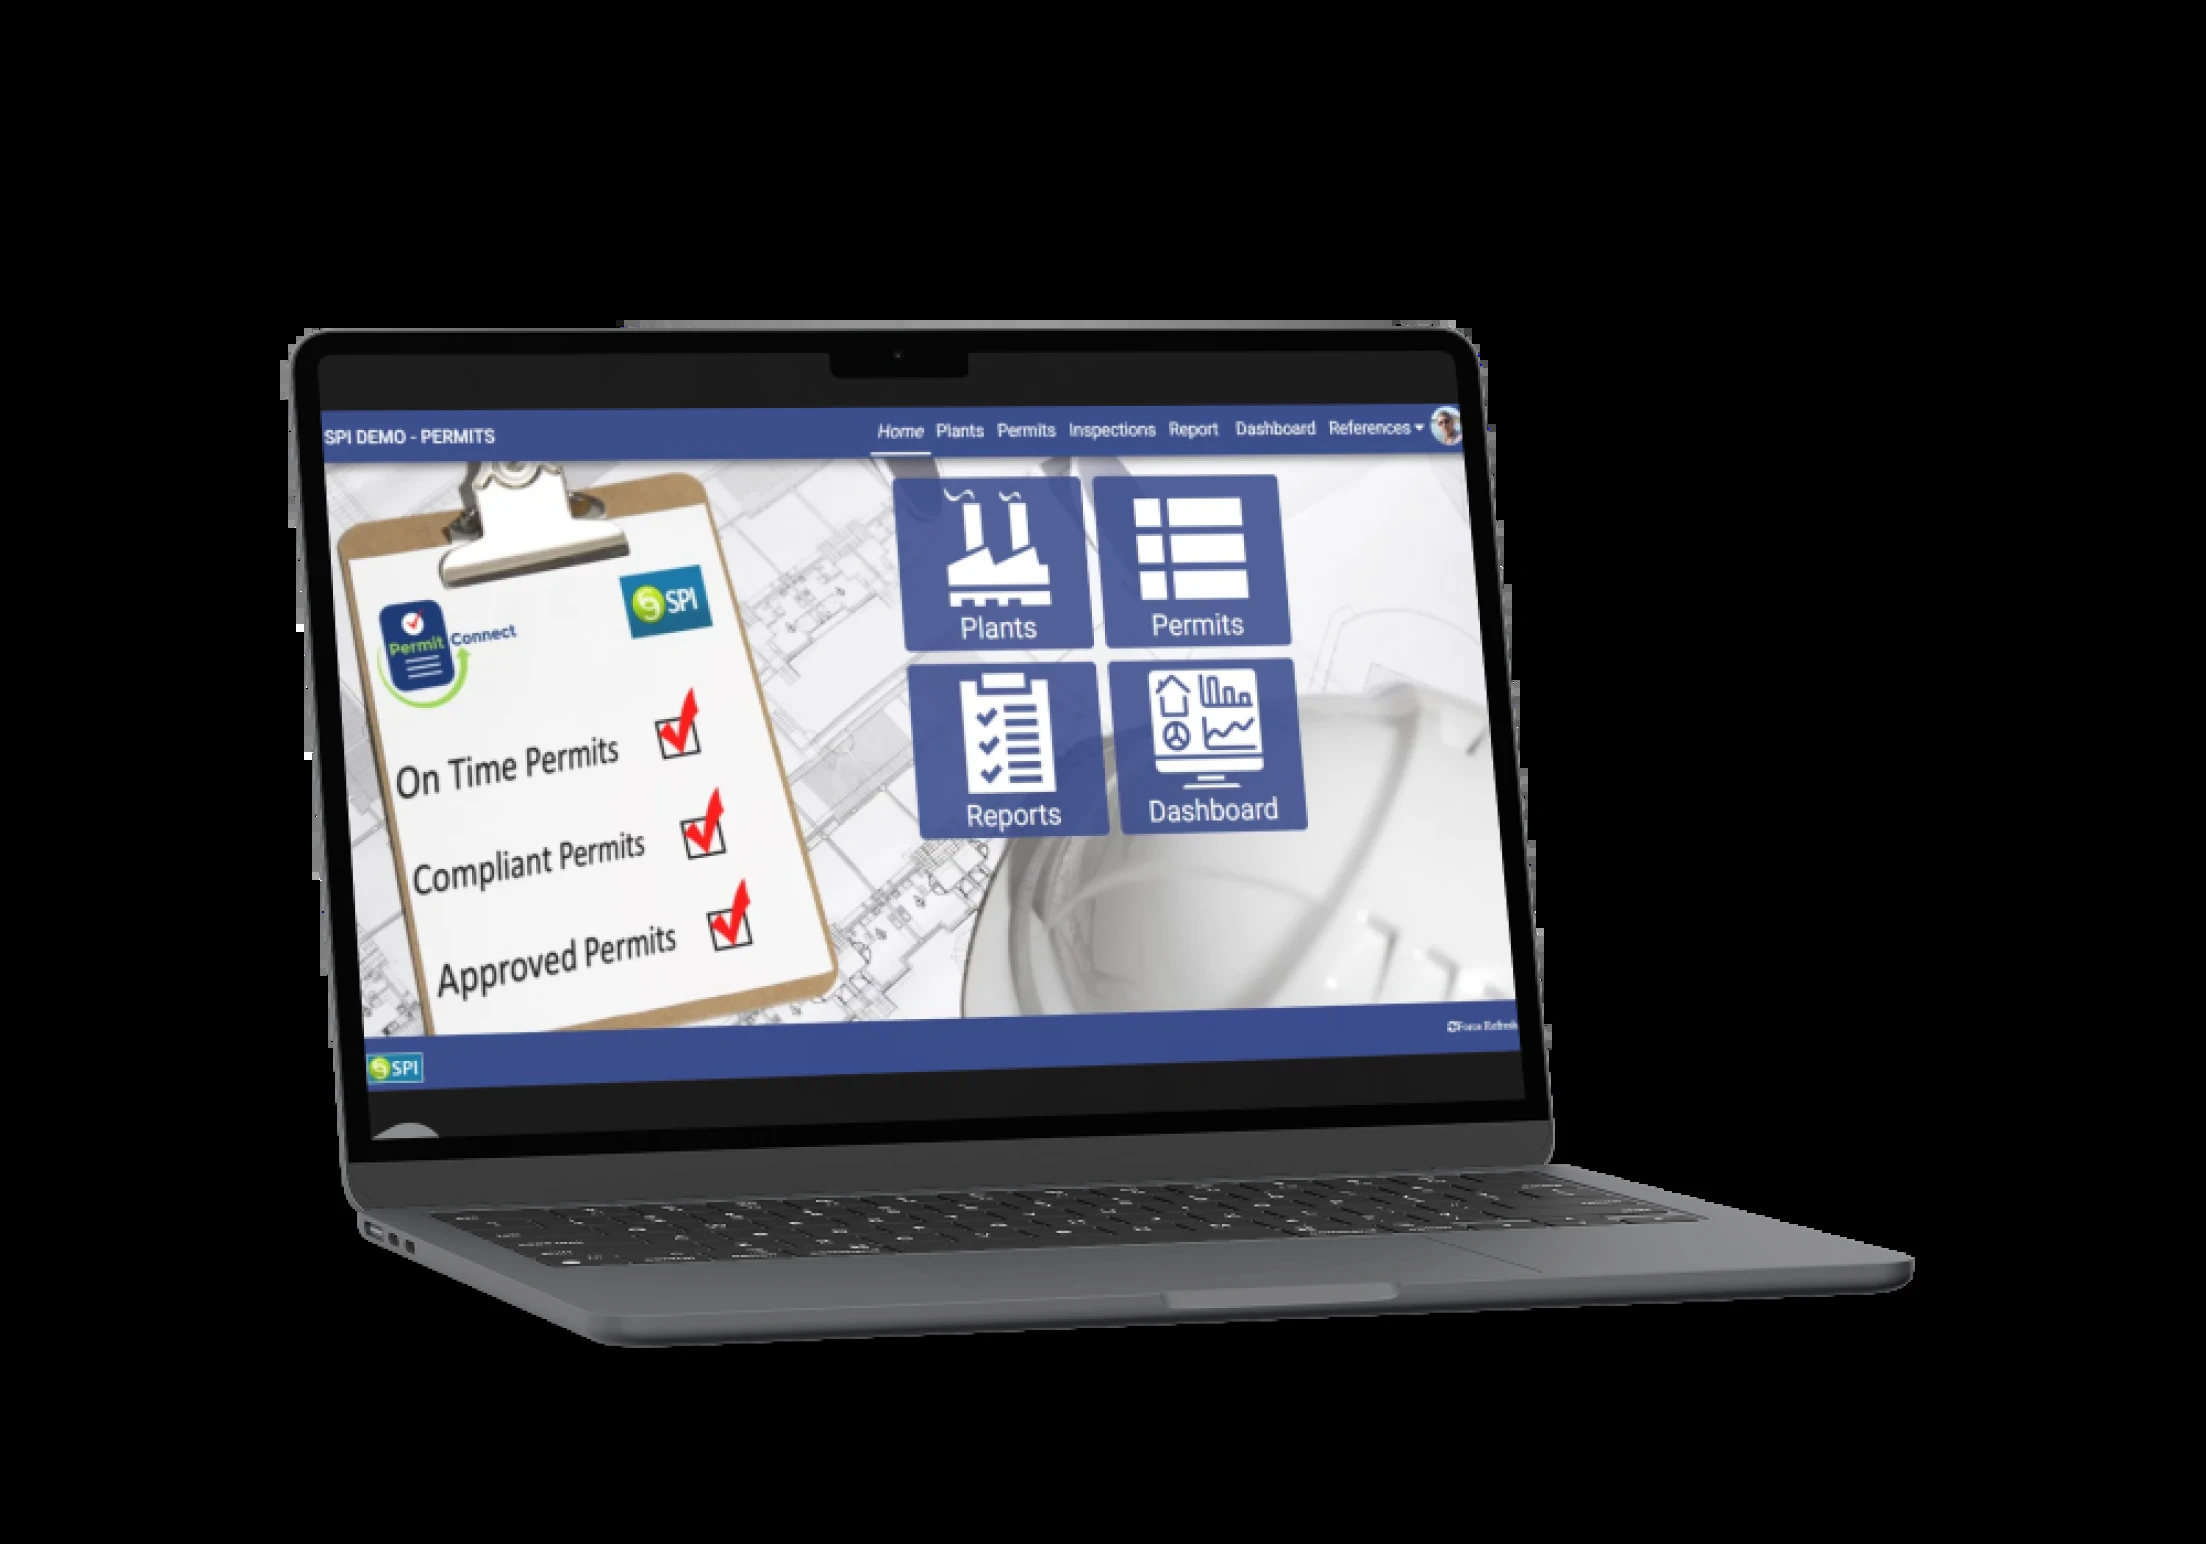 SPI DEMO - PERMITS
Home Plants Permits Inspections Report Dashboard References
Permit Connect
SPI
On Time Permits
Compliant Permits
Approved Permits
Plants
Permits
Reports
Dashboard
Force Refresh
SPI